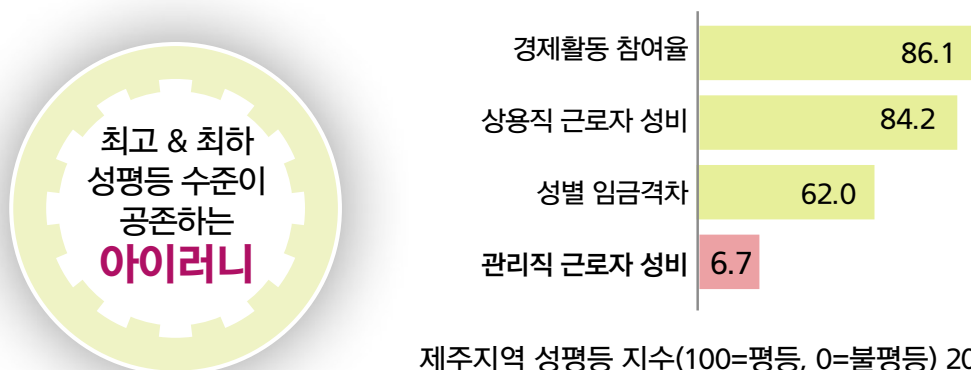 최고 & 최하
성평등 수준이
공존하는
아이러니
경제활동 참여율 86.1
상용직 근로자 성비 84.2
성별 임금격차 62.0
관리직 근로자 성비 6.7
제주지역 성평등 지수(100=평등, 0=불평등)